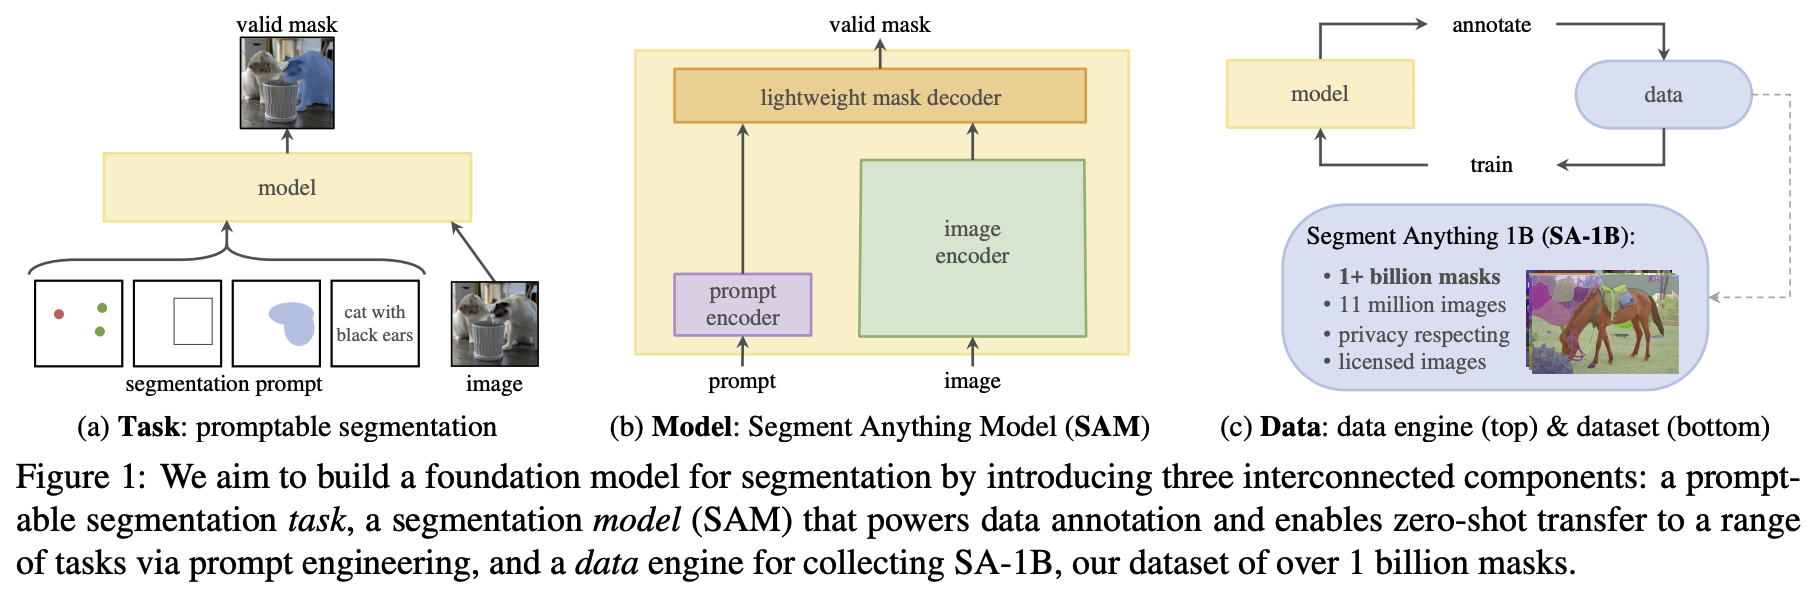 valid mask
model
cat with
black ears
segmentation prompt
image
(a) Task: promptable segmentation
valid mask
lightweight mask decoder
image
encoder
prompt
encoder
prompt
image
(b) Model: Segment Anything Model (SAM)
annotate
model
data
train
Segment Anything 1B (SA-1B):
• 1+ billion masks
• 11 million images
• privacy respecting
• licensed images
(c) Data: data engine (top) & dataset (bottom)
Figure 1: We aim to build a foundation model for segmentation by introducing three interconnected components: a prompt-
able segmentation task, a segmentation model (SAM) that powers data annotation and enables zero-shot transfer to a range
of tasks via prompt engineering, and a data engine for collecting SA-1B, our dataset of over 1 billion masks.